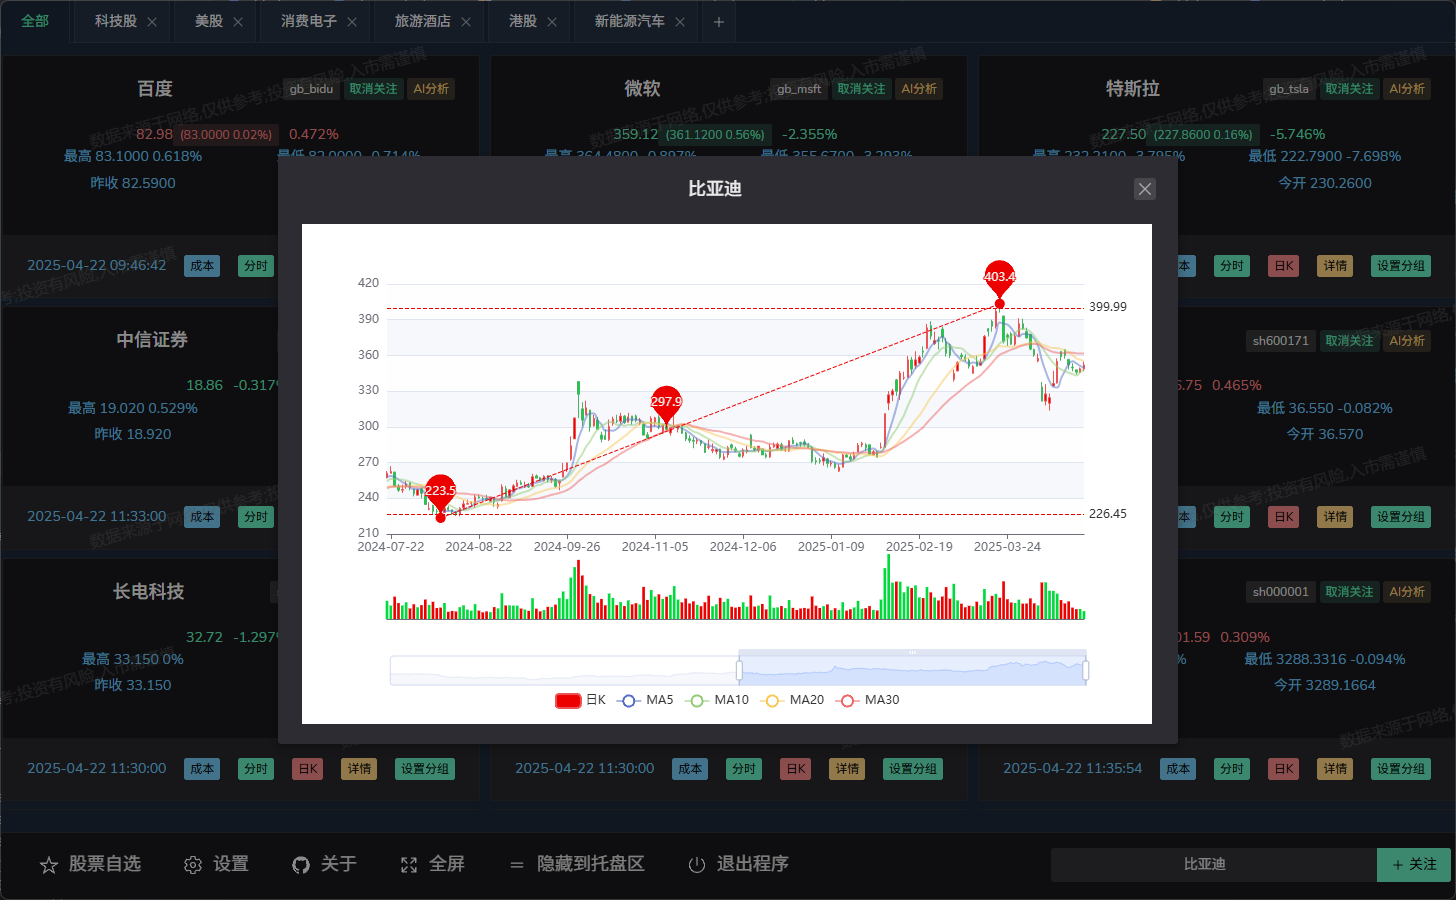 全部 科技股 美股 消费电子 旅游酒店 港股 新能源汽车
百度 gb_bidu 取消关注 AI分析
82.98 (83.0000 0.02%) 0.472%
最高 83.1000 0.618% 最低 82.0000 -0.714%
昨收 82.5900
2025-04-22 09:46:42 成本 分时
微软 gb_msft 取消关注 AI分析
359.12 (361.1200 0.56%) -2.355%
最高 364.4800 -0.897% 最低 355.6700 -3.293%
特斯拉 gb_tsla 取消关注 AI分析
227.50 (227.8600 0.16%) -5.746%
最高 232.2100 -3.795% 最低 222.7900 -7.698%
今开 230.2600
本 分时 日K 详情 设置分组
比亚迪
420
390
360
330
300
270
240
210
403.4
399.99
297.9
223.5
226.45
2024-07-22 2024-08-22 2024-09-26 2024-11-05 2024-12-06 2025-01-09 2025-02-19 2025-03-24
日K MA5 MA10 MA20 MA30
中信证券
18.86 -0.317%
最高 19.020 0.529%
昨收 18.920
2025-04-22 11:33:00 成本 分时
sh600171 取消关注 AI分析
6.75 0.465%
最低 36.550 -0.082%
今开 36.570
本 分时 日K 详情 设置分组
长电科技
32.72 -1.297%
最高 33.150 0%
昨收 33.150
2025-04-22 11:30:00 成本 分时 日K 详情 设置分组
2025-04-22 11:30:00 成本 分时 日K 详情 设置分组
sh000001 取消关注 AI分析
01.59 0.309%
% 最低 3288.3316 -0.094%
今开 3289.1664
2025-04-22 11:35:54 成本 分时 日K 详情 设置分组
数据来源于网络,仅供参考;投资有风险,入市需谨慎
股票自选 设置 关于 全屏 隐藏到托盘区 退出程序 比亚迪 + 关注